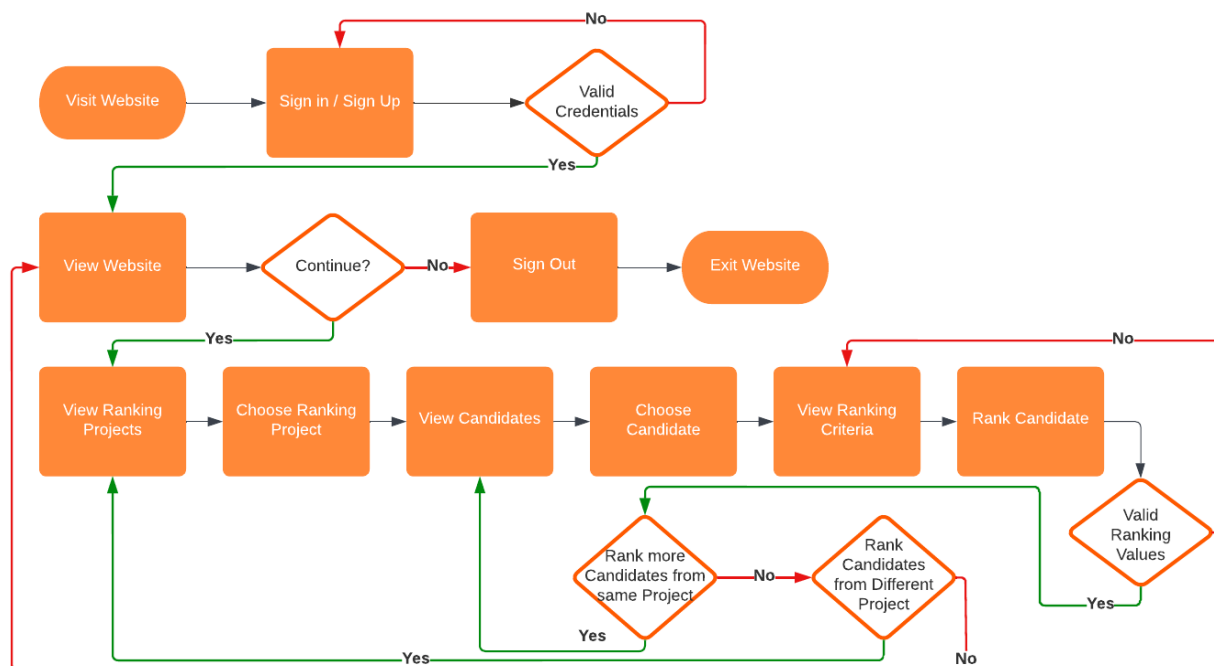 No
Visit Website
Sign in / Sign Up
Valid
Credentials
Yes
View Website
Continue?
No
Sign Out
Exit Website
Yes
No
View Ranking
Projects
Choose Ranking
Project
View Candidates
Choose
Candidate
View Ranking
Criteria
Rank Candidate
Valid
Ranking
Values
Rank more
Candidates from
same Project
No
Rank
Candidates
from Different
Project
Yes
Yes
Yes
No